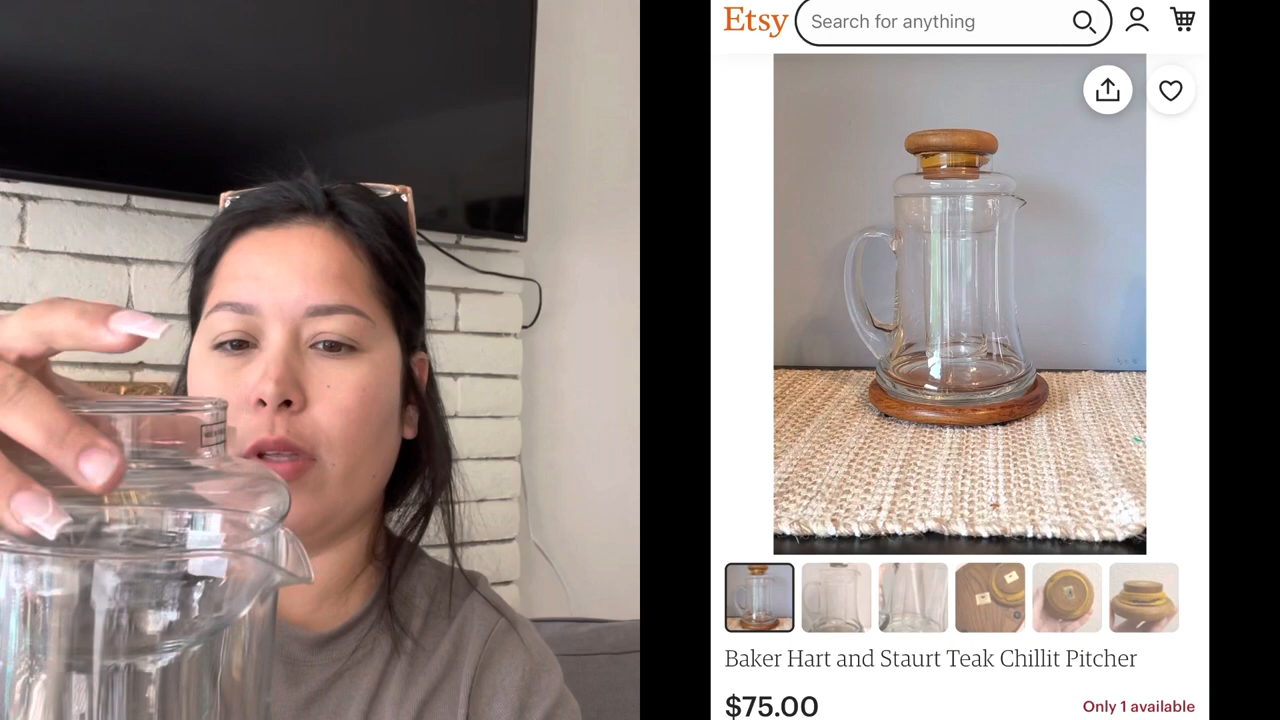 Etsy
Search for anything
Baker Hart and Staurt Teak Chillit Pitcher
$75.00
Only 1 available